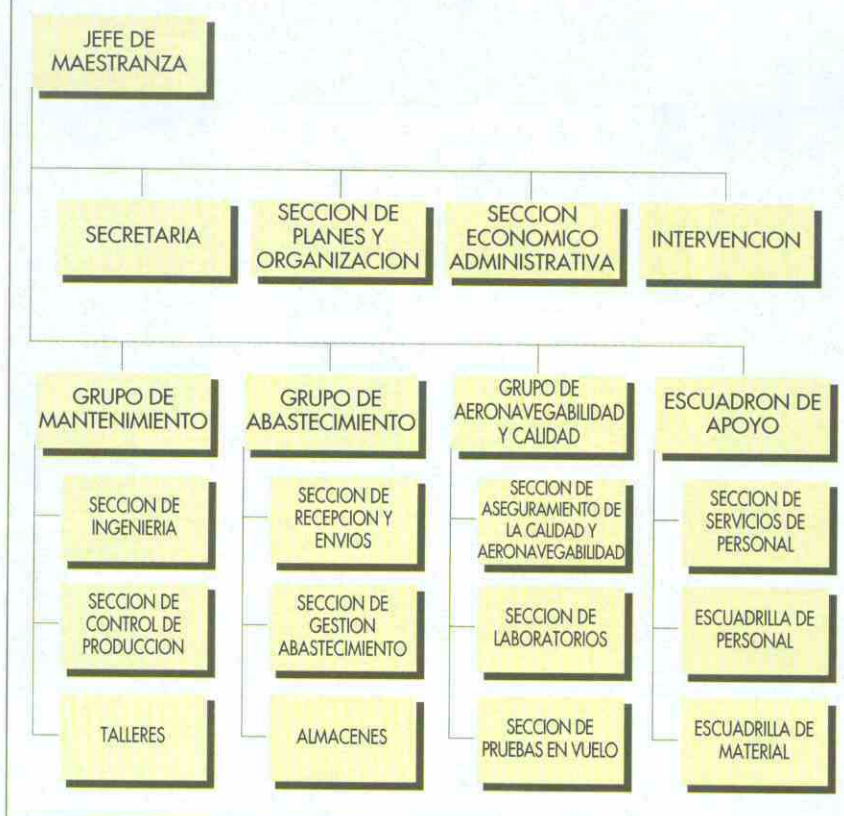 JEFE DE
MAESTRANZA
SECRETARIA
SECCION DE
PLANES Y
ORGANIZACION
SECCION
ECONOMICO
ADMINISTRATIVA
INTERVENCION
GRUPO DE
MANTENIMIENTO
GRUPO DE
ABASTECIMIENTO
GRUPO DE
AERONAVEGABILIDAD
Y CALIDAD
ESCUADRON DE
APOYO
SECCION DE
INGENIERIA
SECCION DE
RECEPCION Y
ENVIOS
SECCION DE
ASEGURAMIENTO DE
LA CALIDAD Y
AERONAVEGABILIDAD
SECCION DE
SERVICIOS DE
PERSONAL
SECCION DE
CONTROL DE
PRODUCCION
SECCION DE
GESTION
ABASTECIMIENTO
SECCION DE
LABORATORIOS
ESCUADRILLA DE
PERSONAL
TALLERES
ALMACENES
SECCION DE
PRUEBAS EN VUELO
ESCUADRILLA DE
MATERIAL